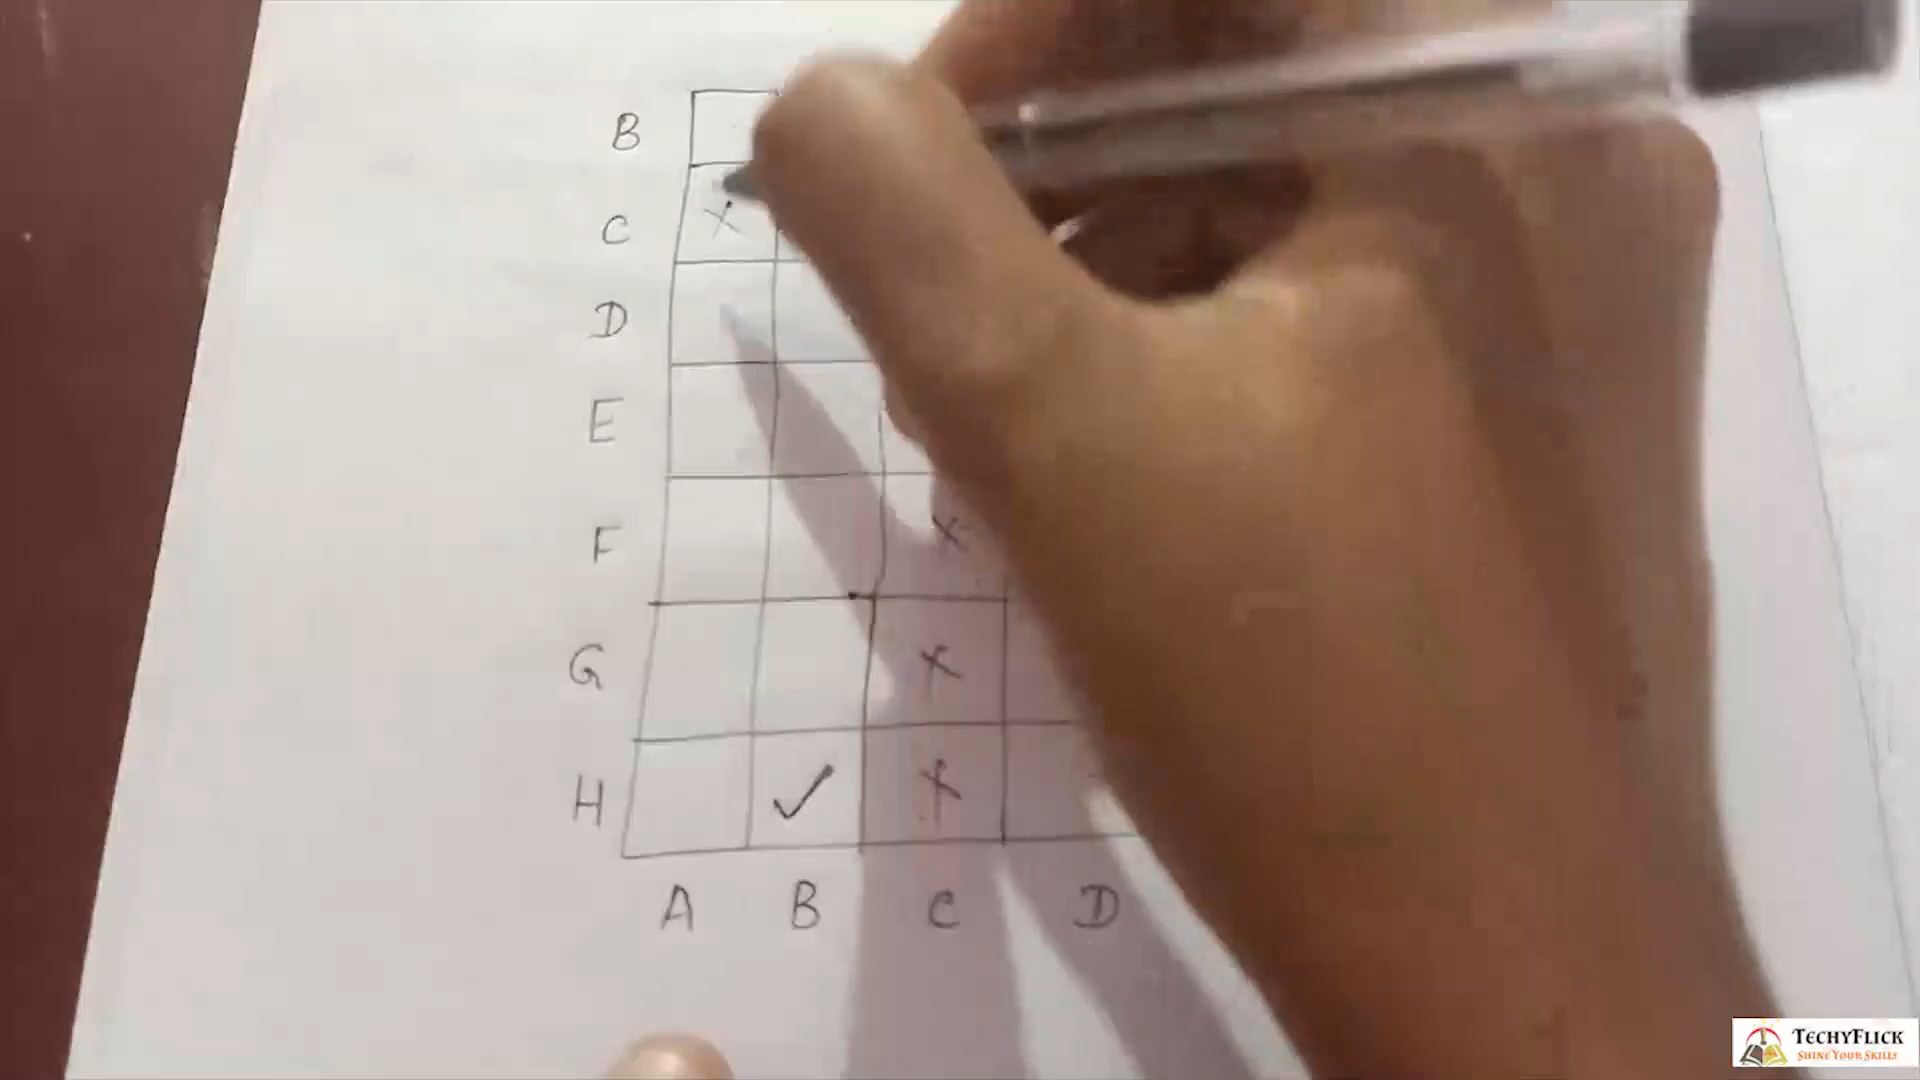 B
C X
D
E
F X
G X
H ✓ X
A B C D
TECHYFLICK
SHINE YOUR SKILLS